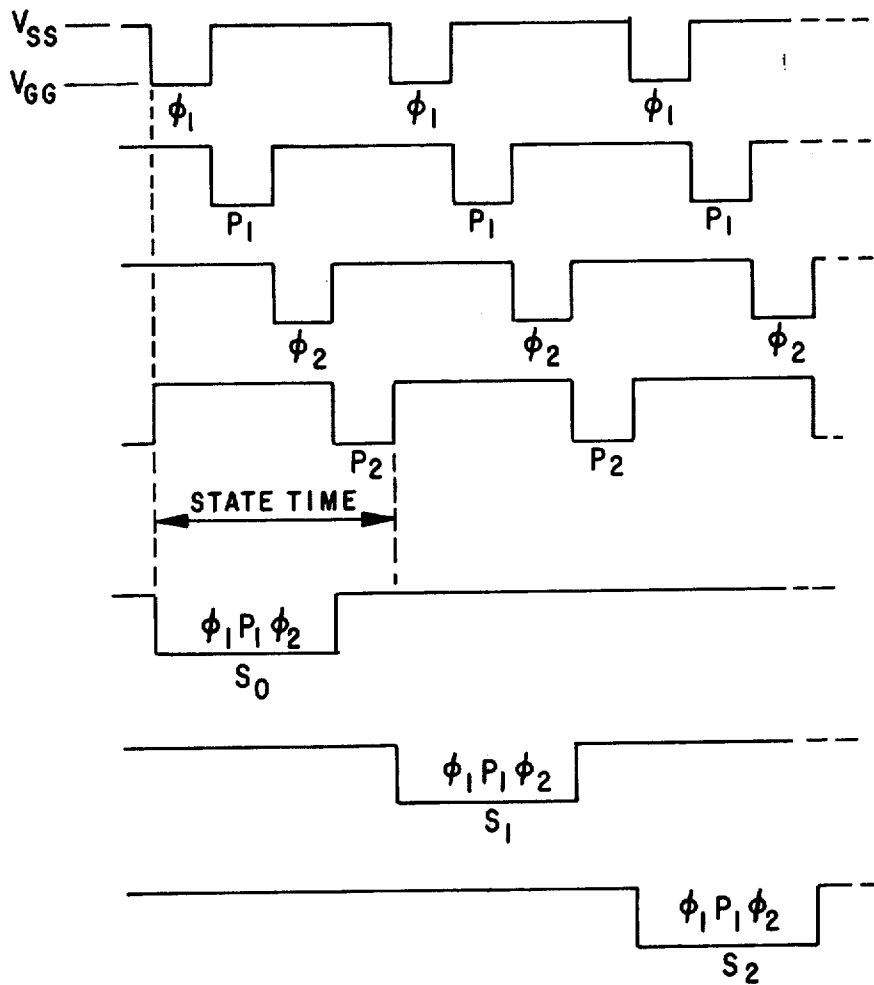 VSS
VGG
ϕ1 ϕ1 ϕ1
P1 P1 P1
ϕ2 ϕ2 ϕ2
P2 P2
STATE TIME
ϕ1 P1 ϕ2
S0
ϕ1 P1 ϕ2
S1
ϕ1 P1 ϕ2
S2